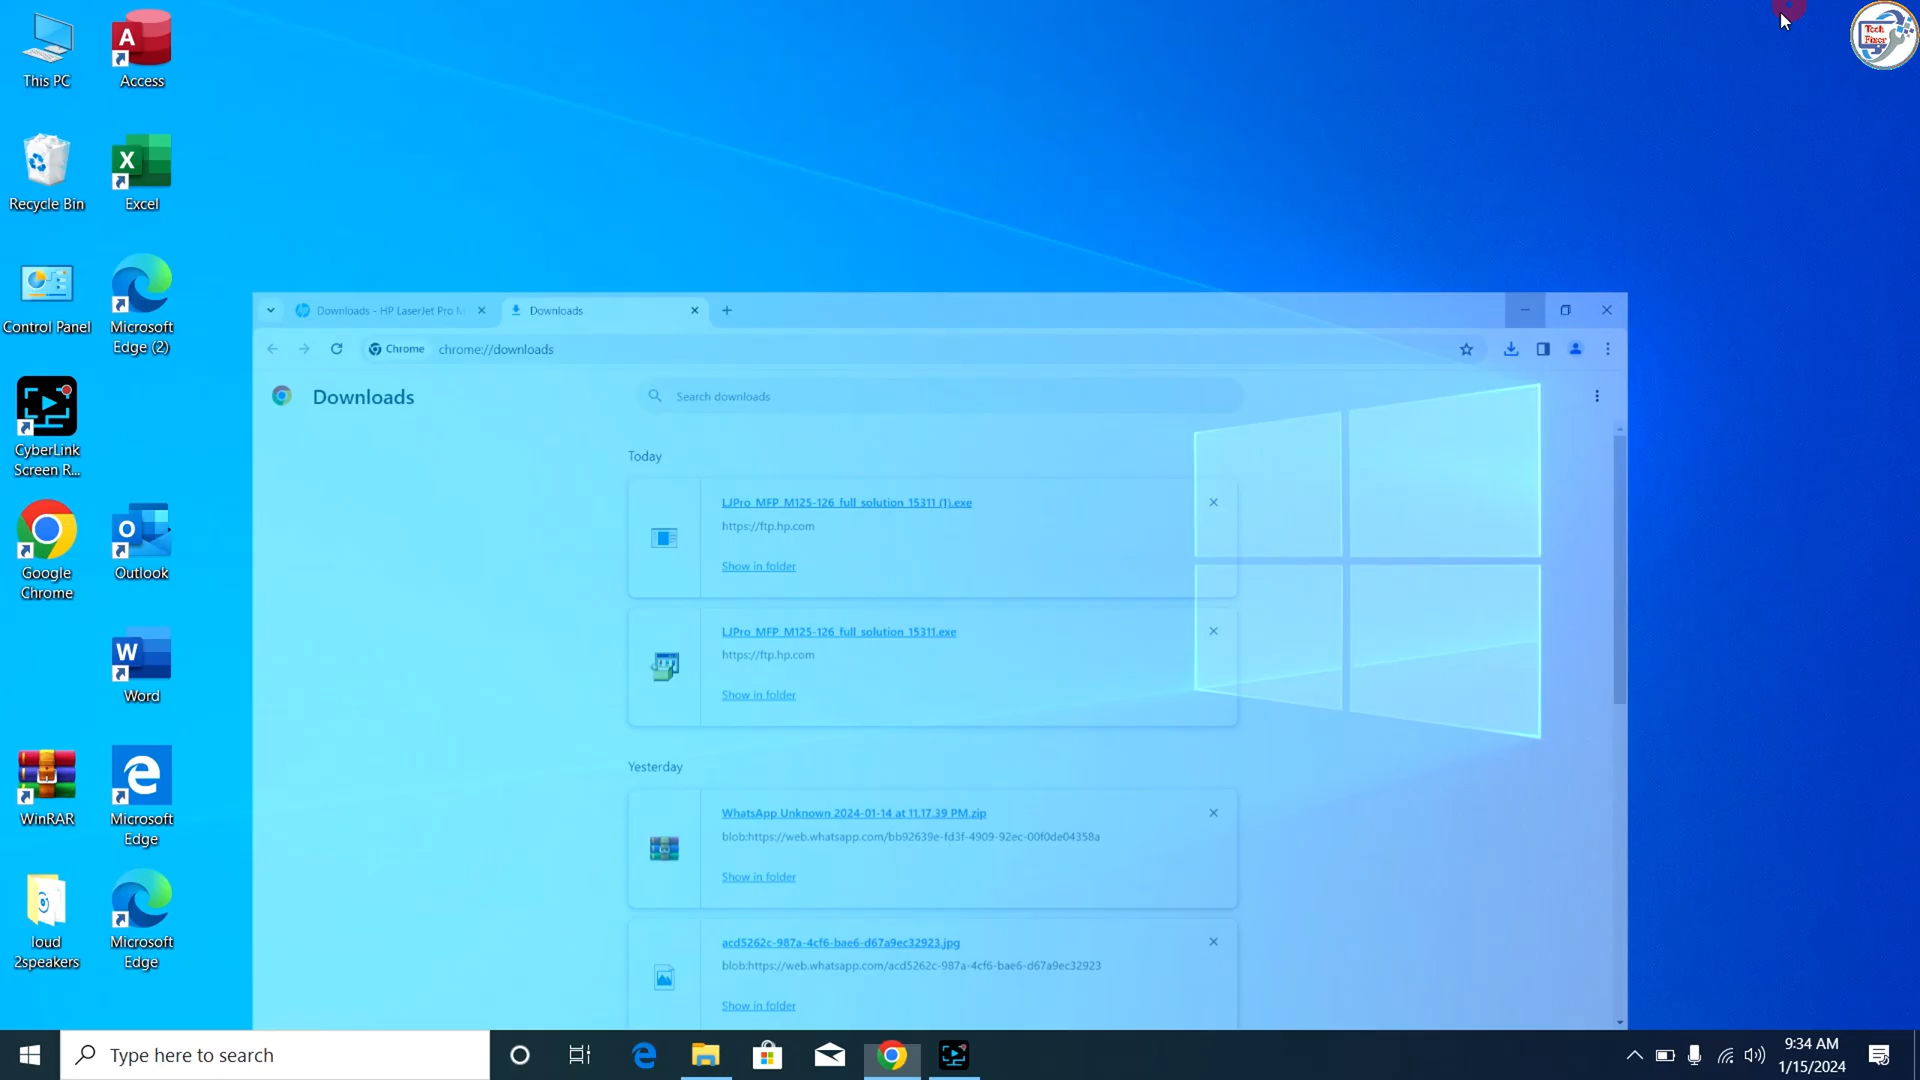 Tech
Fixer
This PC
Access
Recycle Bin
Excel
Control Panel
Microsoft
Edge (2)
CyberLink
Screen R...
Google
Chrome
Outlook
Word
WinRAR
Microsoft
Edge
loud
2speakers
Microsoft
Edge
Downloads - HP LaserJet Pro M
Downloads
Chrome
chrome://downloads
Downloads
Search downloads
Today
LJPro_MFP_M125-126_full_solution_15311 (1).exe
https://ftp.hp.com
Show in folder
LJPro_MFP_M125-126_full_solution_15311.exe
https://ftp.hp.com
Show in folder
Yesterday
WhatsApp Unknown 2024-01-14 at 11.17.39 PM.zip
blob:https://web.whatsapp.com/bb92639e-fd3f-4909-92ec-00f0de04358a
Show in folder
acd5262c-987a-4cf6-bae6-d67a9ec32923.jpg
blob:https://web.whatsapp.com/acd5262c-987a-4cf6-bae6-d67a9ec32923
Show in folder
Type here to search
9:34 AM
1/15/2024